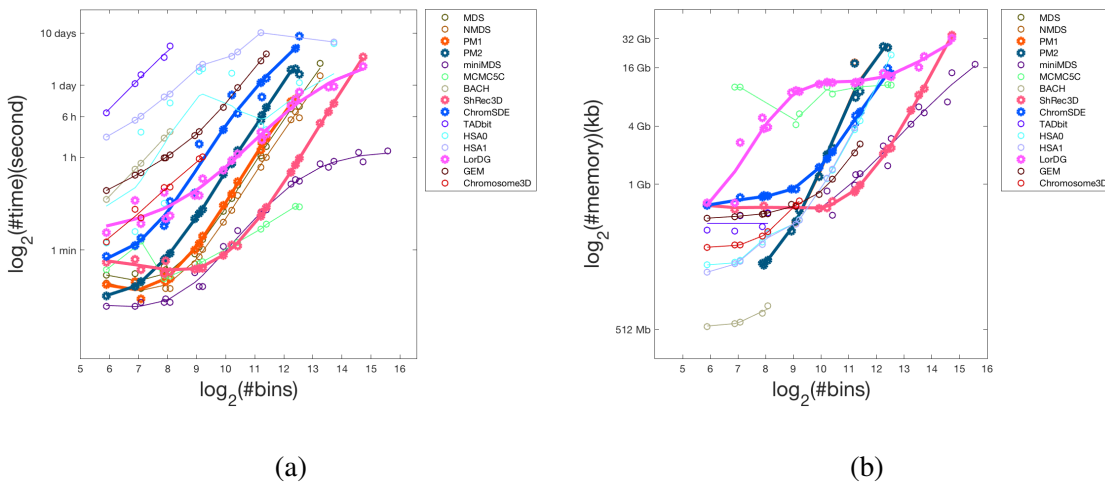 10 days
1 day
6 h
1 h
1 min
log2(#time)(second)
5 6 7 8 9 10 11 12 13 14 15 16
log2(#bins)
MDS
NMDS
PM1
PM2
miniMDS
MCMC5C
BACH
ShRec3D
ChromSDE
TADbit
HSA0
HSA1
LorDG
GEM
Chromosome3D
(a)
32 Gb
16 Gb
4 Gb
1 Gb
512 Mb
log2(#memory)(kb)
5 6 7 8 9 10 11 12 13 14 15 16
log2(#bins)
MDS
NMDS
PM1
PM2
miniMDS
MCMC5C
BACH
ShRec3D
ChromSDE
TADbit
HSA0
HSA1
LorDG
GEM
Chromosome3D
(b)